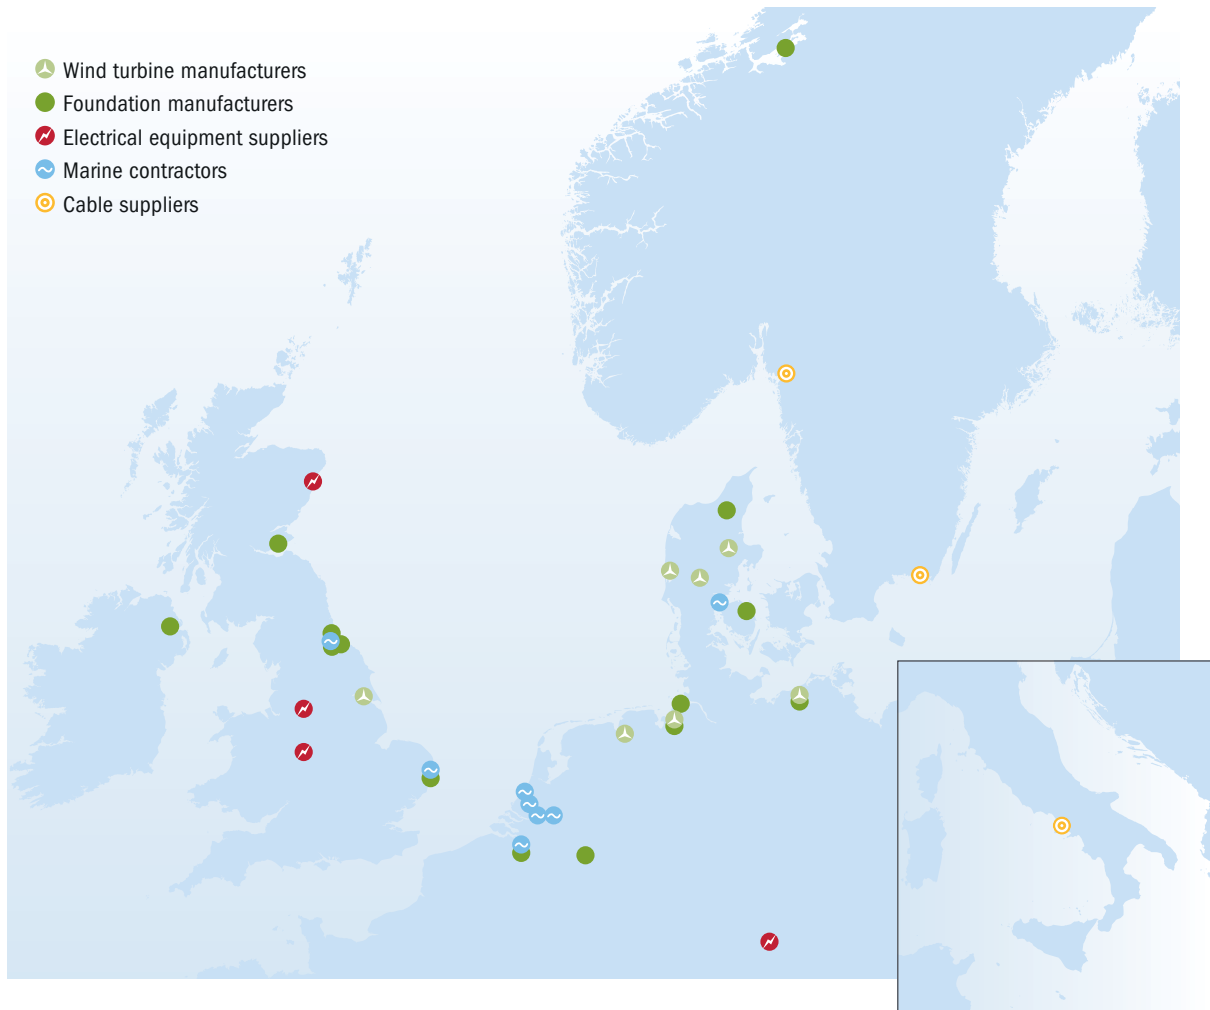 Wind turbine manufacturers
Foundation manufacturers
Electrical equipment suppliers
Marine contractors
Cable suppliers